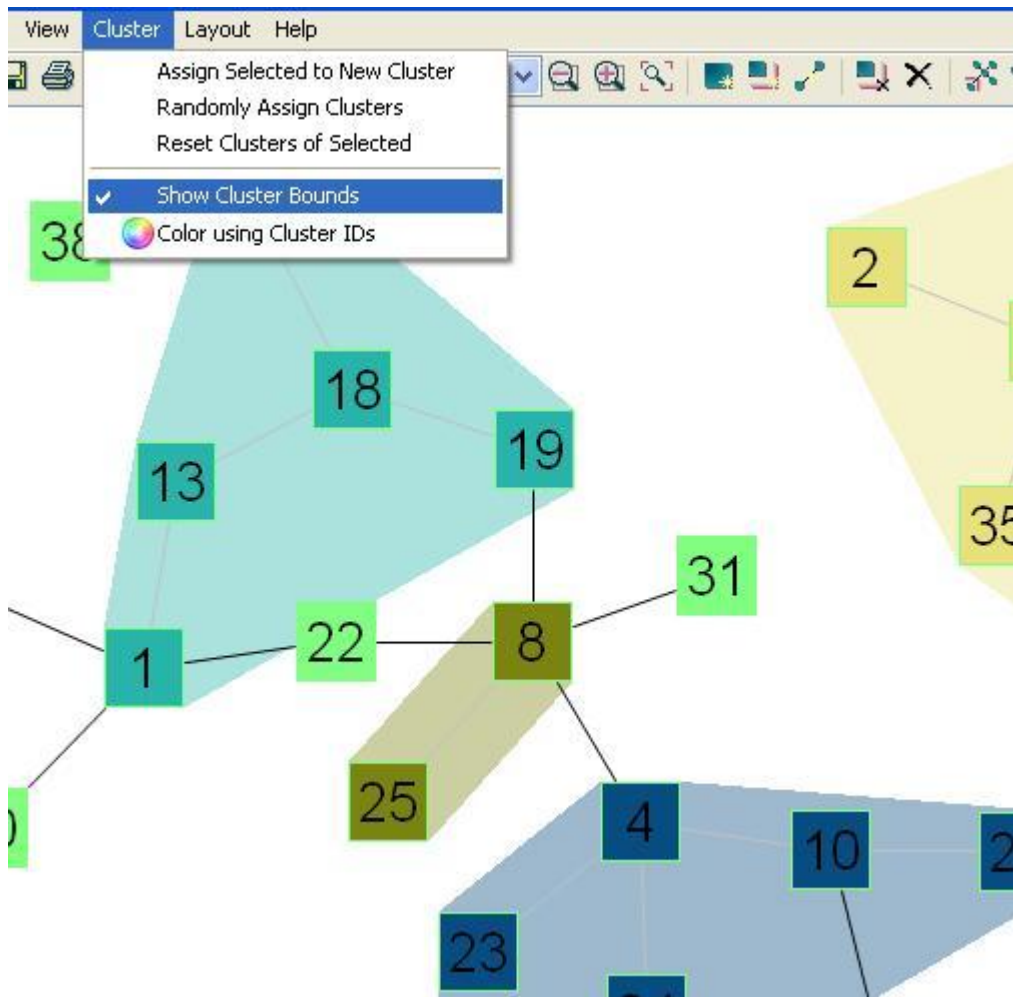 View Cluster Layout Help
Assign Selected to New Cluster
Randomly Assign Clusters
Reset Clusters of Selected
Show Cluster Bounds
Color using Cluster IDs
38
2
18
19
13
35
31
22
8
1
25
4
10
23